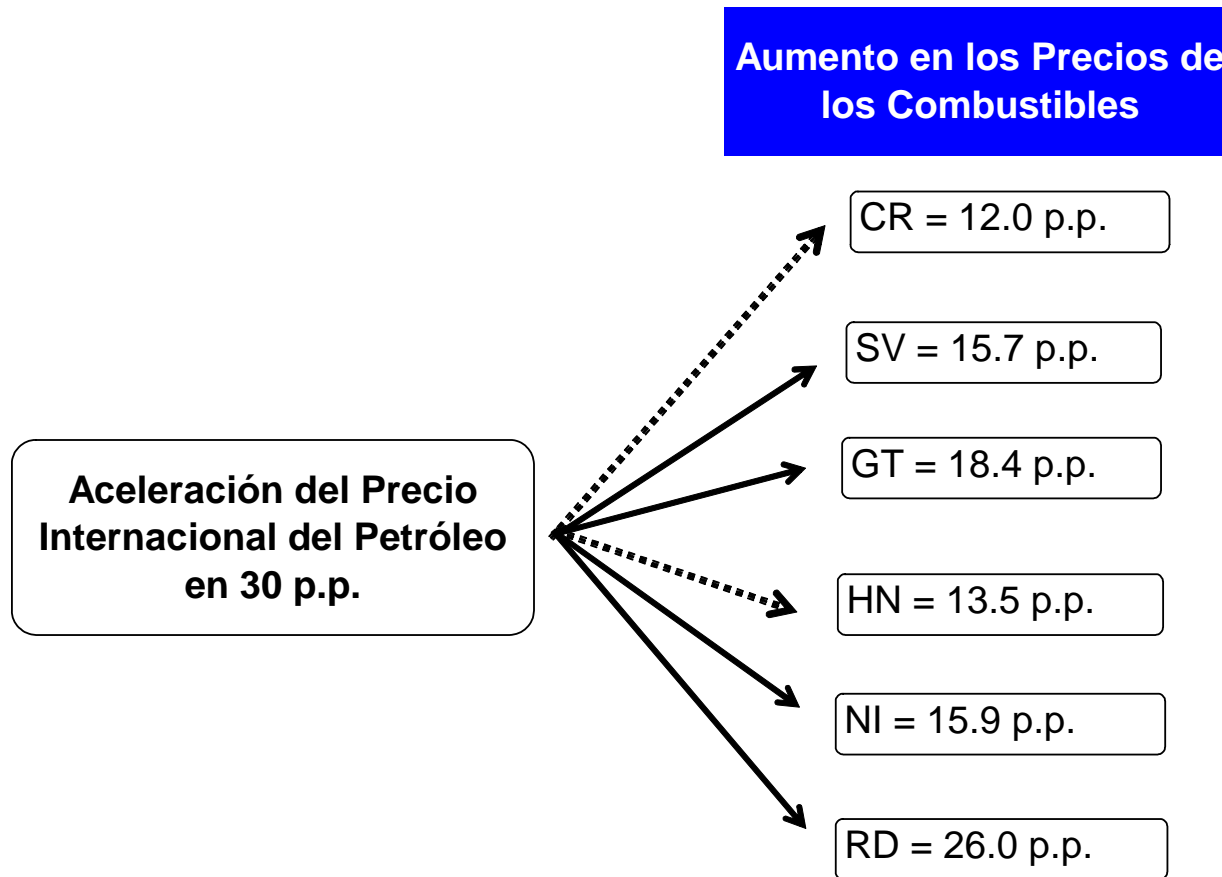 Aumento en los Precios de
los Combustibles
CR = 12.0 p.p.
SV = 15.7 p.p.
GT = 18.4 p.p.
Aceleración del Precio
Internacional del Petróleo
en 30 p.p.
HN = 13.5 p.p.
NI = 15.9 p.p.
RD = 26.0 p.p.